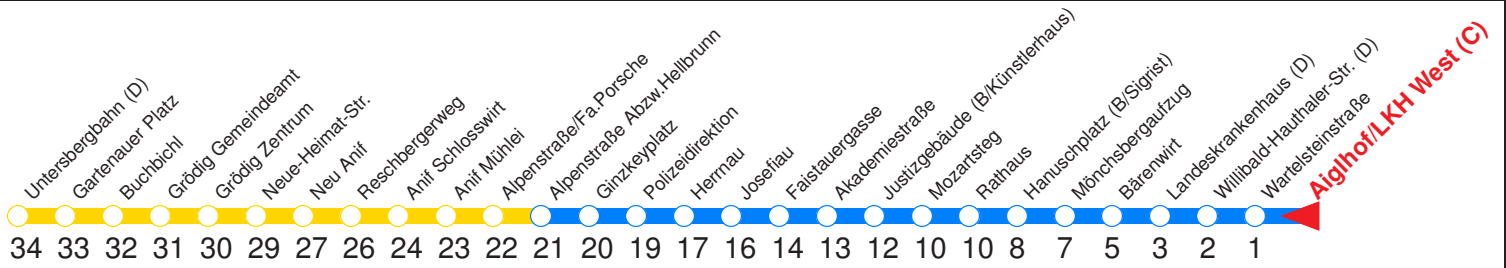 Untersbergbahn (D)
Gartenauer Platz
Buchbichl
Grödig Gemeindeamt
Grödig Zentrum
Neue-Heimat-Str.
Neu Anif
Reschbergerweg
Anif Schlosswirt
Anif Mühlei
Alpenstraße/Fa.Porsche
Alpenstraße Abzw.Hellbrunn
Ginzkeyplatz
Polizeidirektion
Herrnau
Josefiau
Faistauergasse
Akademiestraße
Justizgebäude (B/Künstlerhaus)
Mozartsteg
Rathaus
Hanuschplatz (B/Sigrist)
Mönchsbergaufzug
Bärenwirt
Landeskrankenhaus (D)
Willibald-Hauthaler-Str. (D)
Wartelsteinstraße
Aiglhof/LKH West (C)
34 33 32 31 30 29 27 26 24 23 22 21 20 19 17 16 14 13 12 10 10 8 7 5 3 2 1